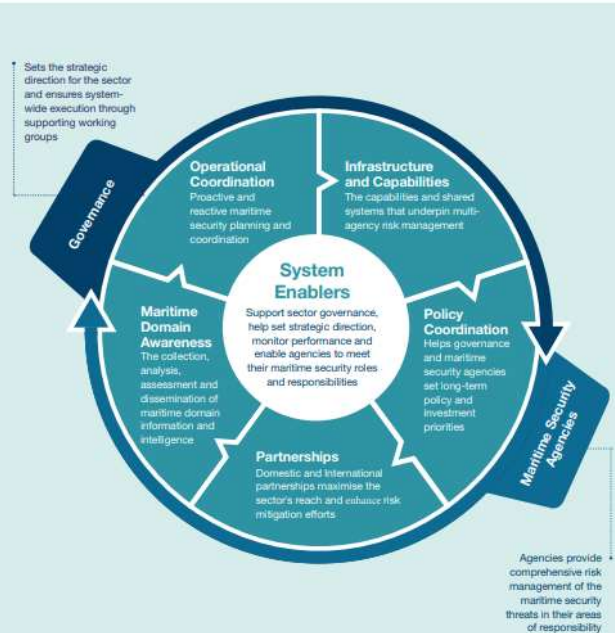 Sets the strategic
direction for the sector
and ensures system-
wide execution through
supporting working
groups
Governance
Operational
Coordination
Proactive and
reactive maritime
security planning and
coordination
Infrastructure
and Capabilities
The capabilities and shared
systems that underpin multi-
agency risk management
System
Enablers
Support sector governance,
help set strategic direction,
monitor performance and
enable agencies to meet
their maritime security roles
and responsibilities
Maritime
Domain
Awareness
The collection,
analysis,
assessment and
dissemination of
maritime domain
information and
intelligence
Policy
Coordination
Helps governance
and maritime
security agencies
set long-term
policy and
investment
priorities
Partnerships
Domestic and International
partnerships maximise the
sector's reach and enhance risk
mitigation efforts
Maritime Security
Agencies
Agencies provide
comprehensive risk
management of the
maritime security
threats in their areas
of responsibility